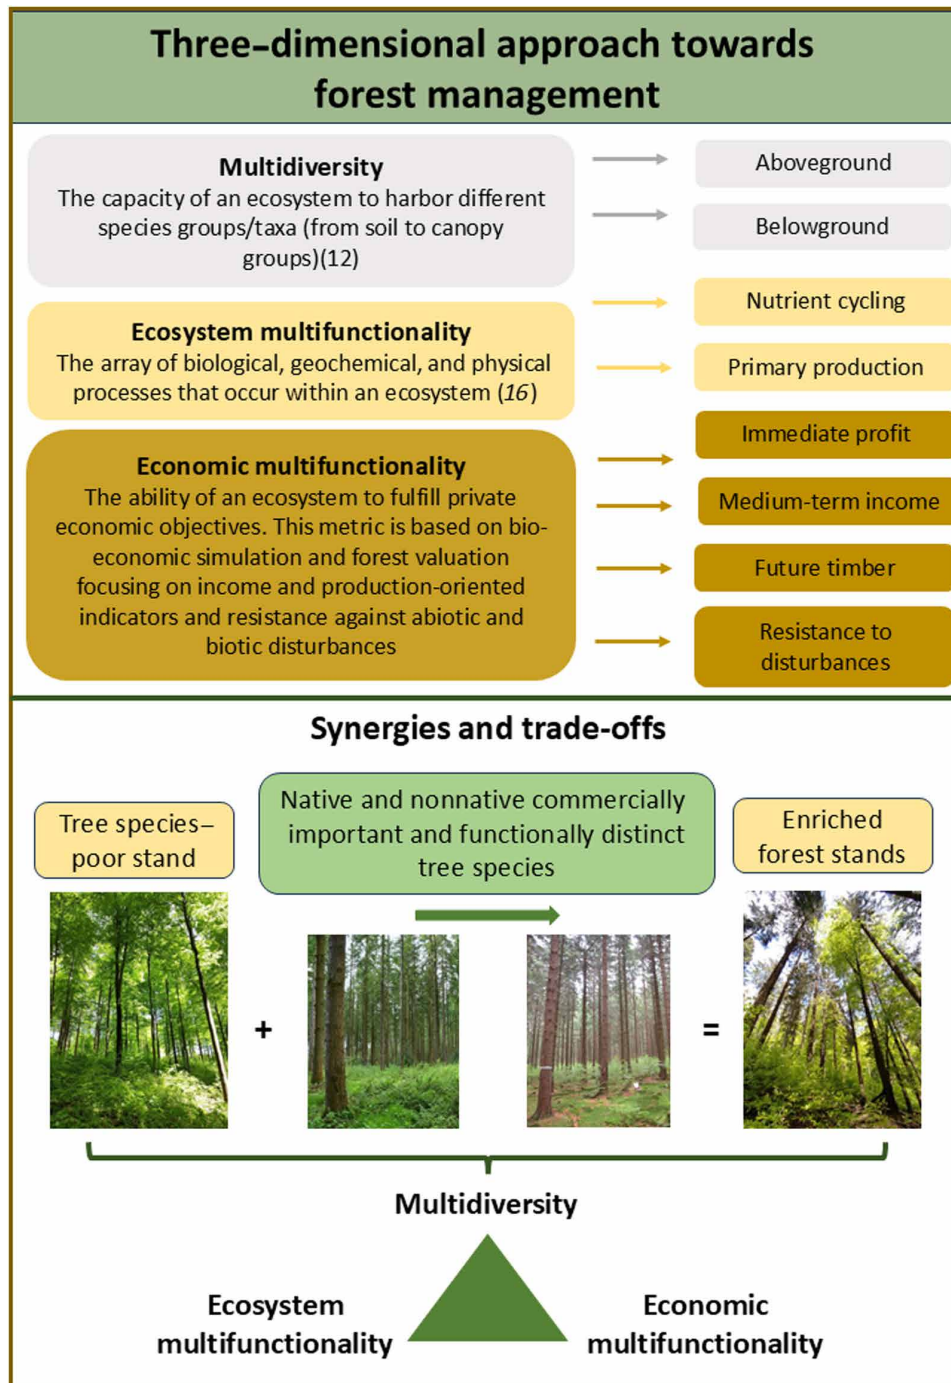 Three-dimensional approach towards
forest management
Multidiversity
The capacity of an ecosystem to harbor different
species groups/taxa (from soil to canopy
groups)(12)
Aboveground
Belowground
Ecosystem multifunctionality
The array of biological, geochemical, and physical
processes that occur within an ecosystem (16)
Nutrient cycling
Primary production
Economic multifunctionality
The ability of an ecosystem to fulfill private
economic objectives. This metric is based on bio-
economic simulation and forest valuation
focusing on income and production-oriented
indicators and resistance against abiotic and
biotic disturbances
Immediate profit
Medium-term income
Future timber
Resistance to
disturbances
Synergies and trade-offs
Tree species–
poor stand
Native and nonnative commercially
important and functionally distinct
tree species
Enriched
forest stands
+
=
Multidiversity
Ecosystem
multifunctionality
Economic
multifunctionality